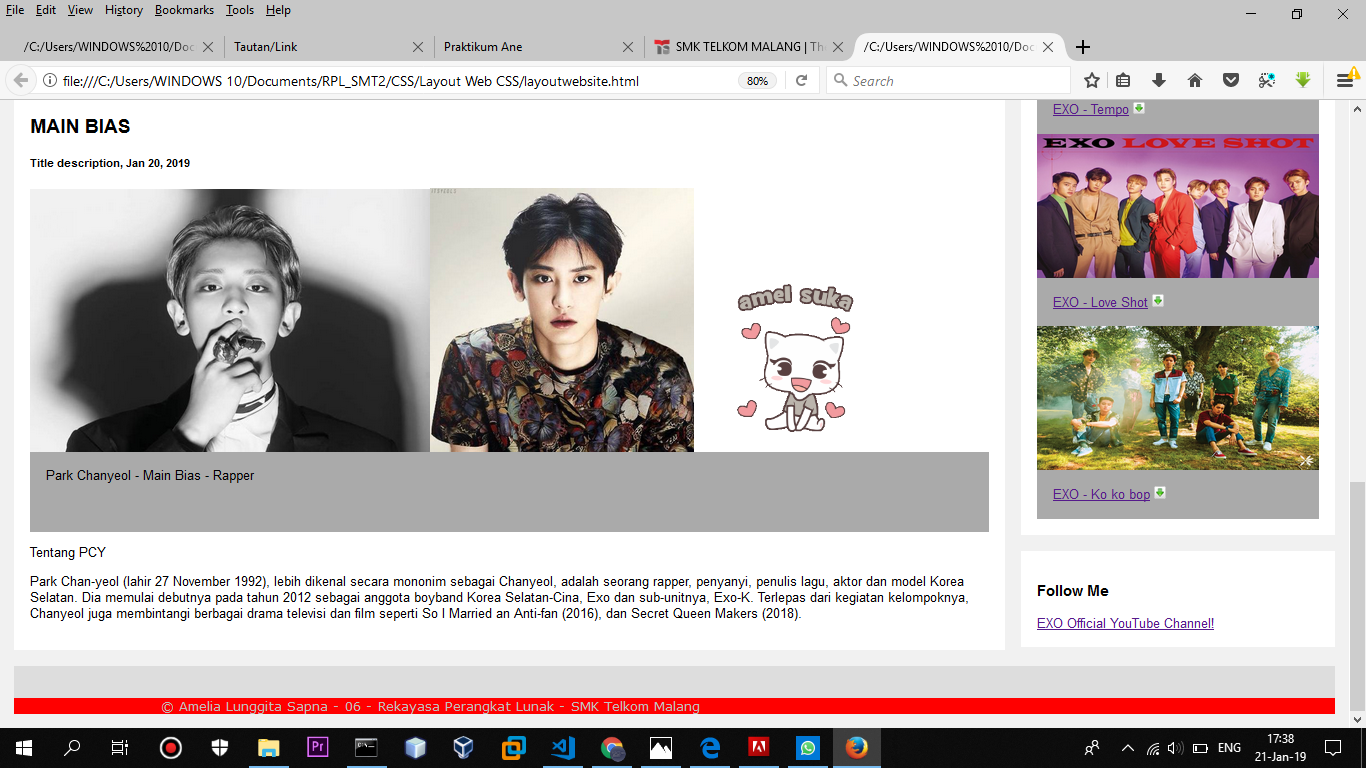 File Edit View History Bookmarks Tools Help
/C:/Users/WINDOWS%2010/Doc
Tautan/Link
Praktikum Ane
SMK TELKOM MALANG | Th
/C:/Users/WINDOWS%2010/Doc
file:///C:/Users/WINDOWS 10/Documents/RPL_SMT2/CSS/Layout Web CSS/layoutwebsite.html
80%
Search
MAIN BIAS
Title description, Jan 20, 2019
amel suka
Park Chanyeol - Main Bias - Rapper
Tentang PCY
Park Chan-yeol (lahir 27 November 1992), lebih dikenal secara mononim sebagai Chanyeol, adalah seorang rapper, penyanyi, penulis lagu, aktor dan model Korea
Selatan. Dia memulai debutnya pada tahun 2012 sebagai anggota boyband Korea Selatan-Cina, Exo dan sub-unitnya, Exo-K. Terlepas dari kegiatan kelompoknya,
Chanyeol juga membintangi berbagai drama televisi dan film seperti So I Married an Anti-fan (2016), dan Secret Queen Makers (2018).
EXO - Tempo
EXO LOVE SHOT
EXO - Love Shot
EXO - Ko ko bop
Follow Me
EXO Official YouTube Channel!
© Amelia Lunggita Sapna - 06 - Rekayasa Perangkat Lunak - SMK Telkom Malang
Pr
ENG
17:38
21-Jan-19